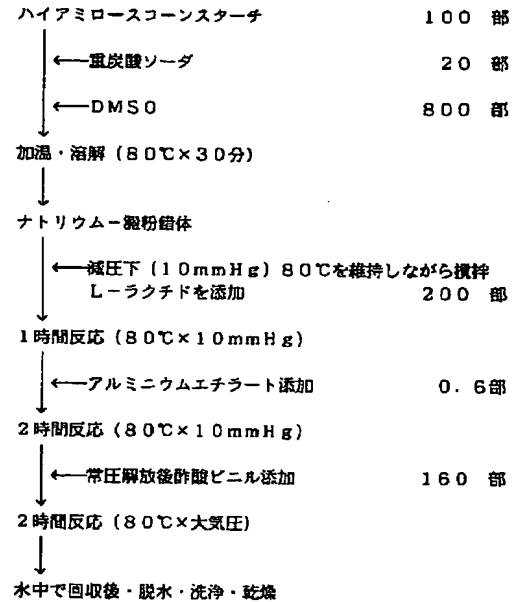 ハイアミロースコーンスターチ 100 部
←重炭酸ソーダ 20 部
←DMSO 800 部
加温・溶解(80℃×30分)
ナトリウム－澱粉錯体
←減圧下(10mmHg)80℃を維持しながら攪拌
L－ラクチドを添加 200 部
1時間反応(80℃×10mmHg)
←アルミニウムエチラート添加 0.6部
2時間反応(80℃×10mmHg)
←常圧解放後酢酸ビニル添加 160 部
2時間反応(80℃×大気圧)
水中で回収後・脱水・洗浄・乾燥